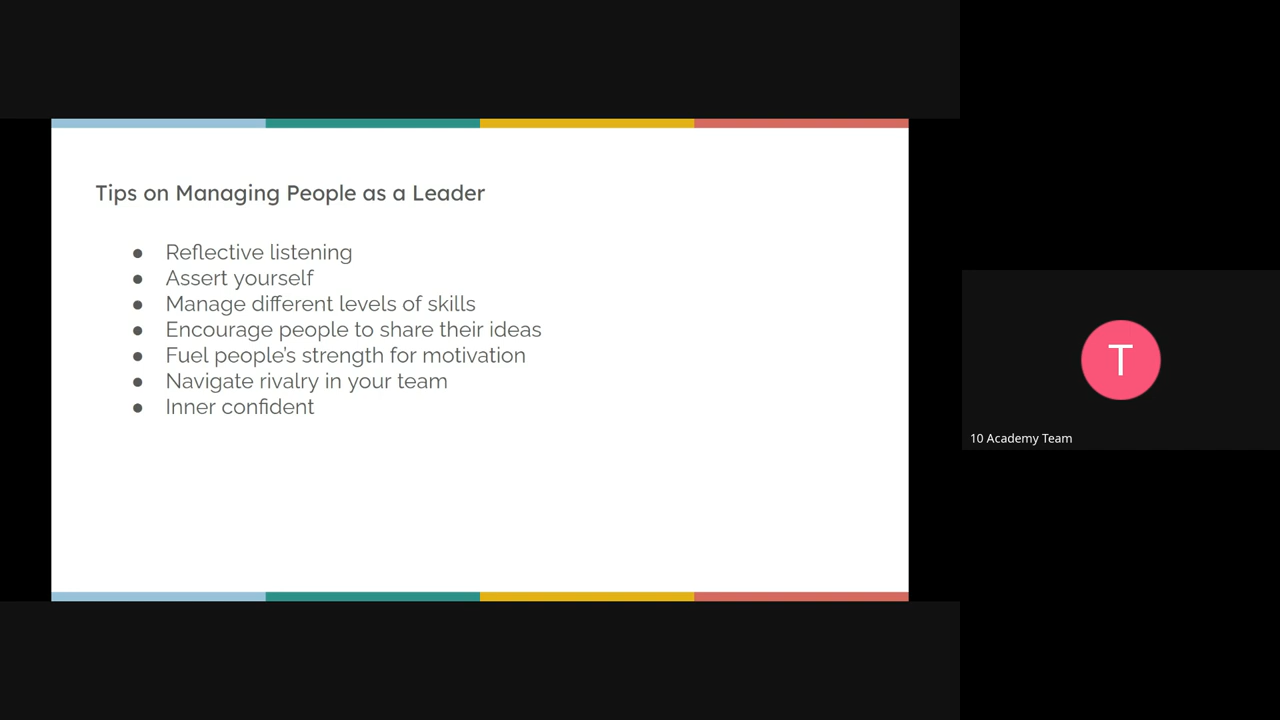 Tips on Managing People as a Leader
● Reflective listening
● Assert yourself
● Manage different levels of skills
● Encourage people to share their ideas
● Fuel people's strength for motivation
● Navigate rivalry in your team
● Inner confident
T
10 Academy Team